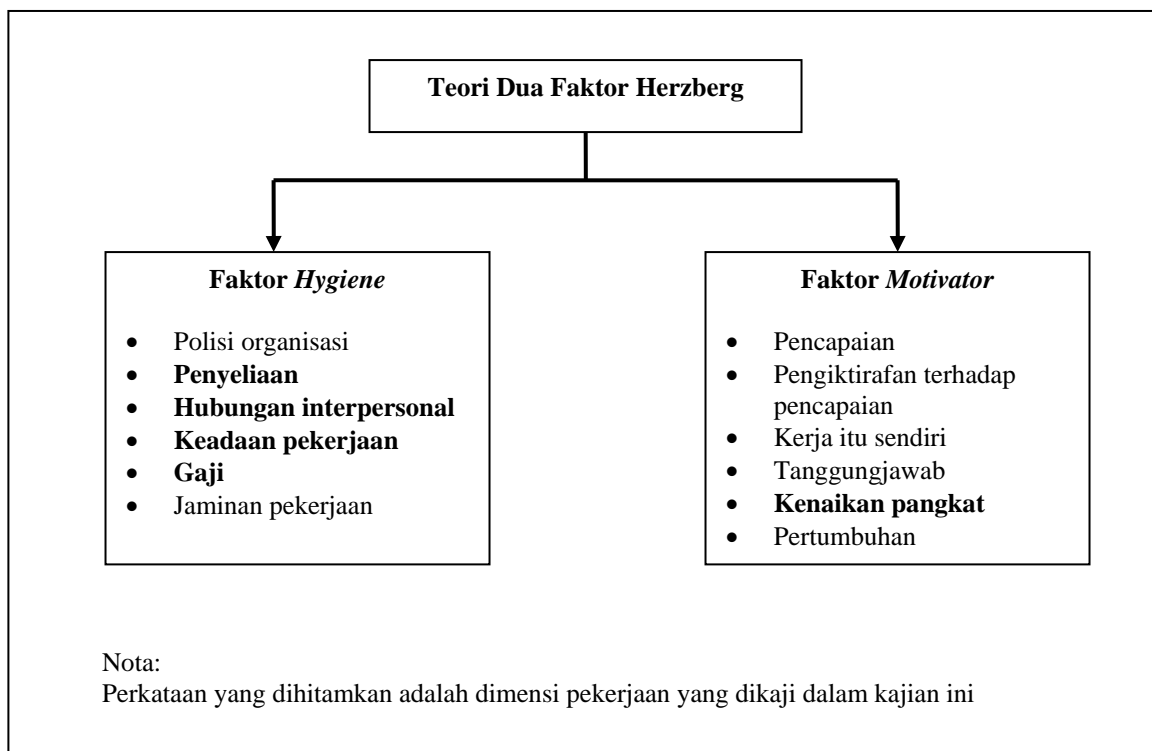 Teori Dua Faktor Herzberg
Faktor Hygiene
• Polisi organisasi
• Penyeliaan
• Hubungan interpersonal
• Keadaan pekerjaan
• Gaji
• Jaminan pekerjaan
Faktor Motivator
• Pencapaian
• Pengiktirafan terhadap
pencapaian
• Kerja itu sendiri
• Tanggungjawab
• Kenaikan pangkat
• Pertumbuhan
Nota:
Perkataan yang dihitamkan adalah dimensi pekerjaan yang dikaji dalam kajian ini